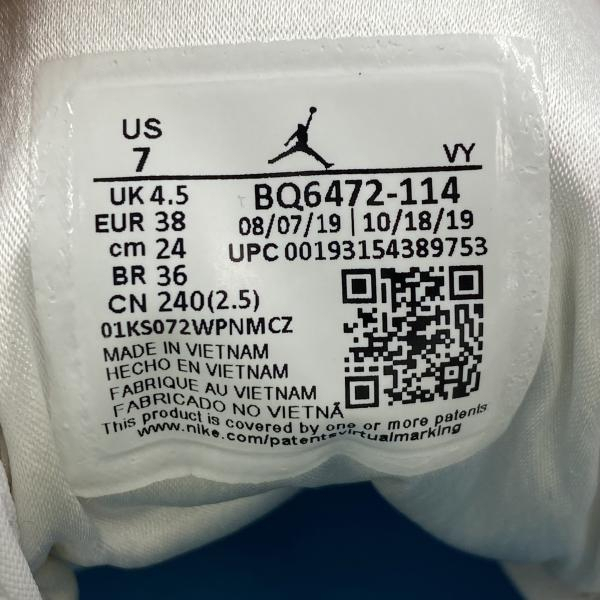 US
7
VY
UK 4.5
BQ6472-114
EUR 38
08/07/19 | 10/18/19
cm 24
UPC 00193154389753
BR 36
CN 240(2.5)
01KS072WPNMCZ
MADE IN VIETNAM
HECHO EN VIETNAM
FABRIQUE AU VIETNAM
FABRICADO NO VIETNÃ
This product is covered by one or more patents
www.nike.com/patentsvirtualmarking